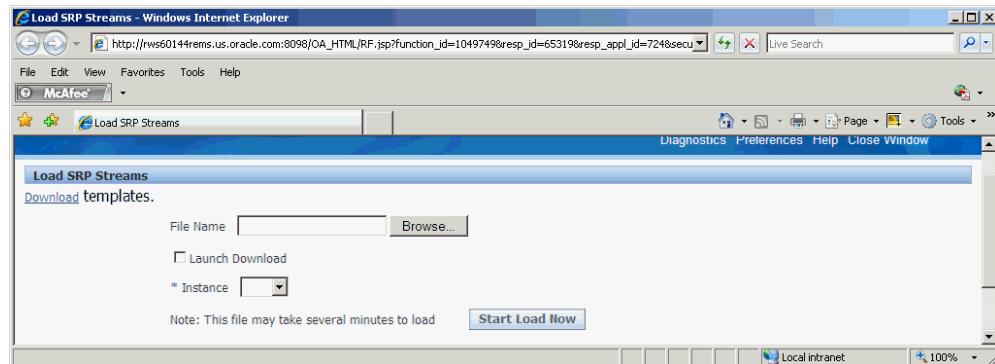 Load SRP Streams - Windows Internet Explorer
http://rws60144rems.us.oracle.com:8098/OA_HTML/RF.jsp?function_id=1049749&resp_id=65319&resp_appl_id=724&secu
Live Search
File Edit View Favorites Tools Help
McAfee
Load SRP Streams
Page Tools
Diagnostics Preferences Help Close Window
Load SRP Streams
Download templates.
File Name Browse...
Launch Download
* Instance
Note: This file may take several minutes to load Start Load Now
Local intranet 100%